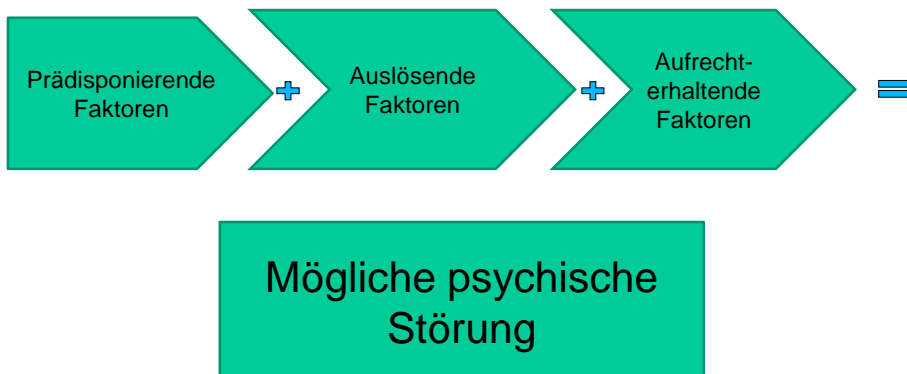 Prädisponierende
Faktoren
+
Auslösende
Faktoren
+
Aufrecht-
erhaltende
Faktoren
=
Mögliche psychische
Störung